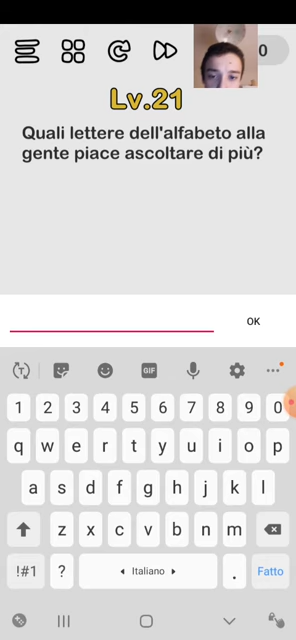 0
Lv.21
Quali lettere dell'alfabeto alla
gente piace ascoltare di più?
OK
GIF
1 2 3 4 5 6 7 8 9 0
q w e r t y u i o p
a s d f g h j k l
z x c v b n m
!#1 ? Italiano . Fatto